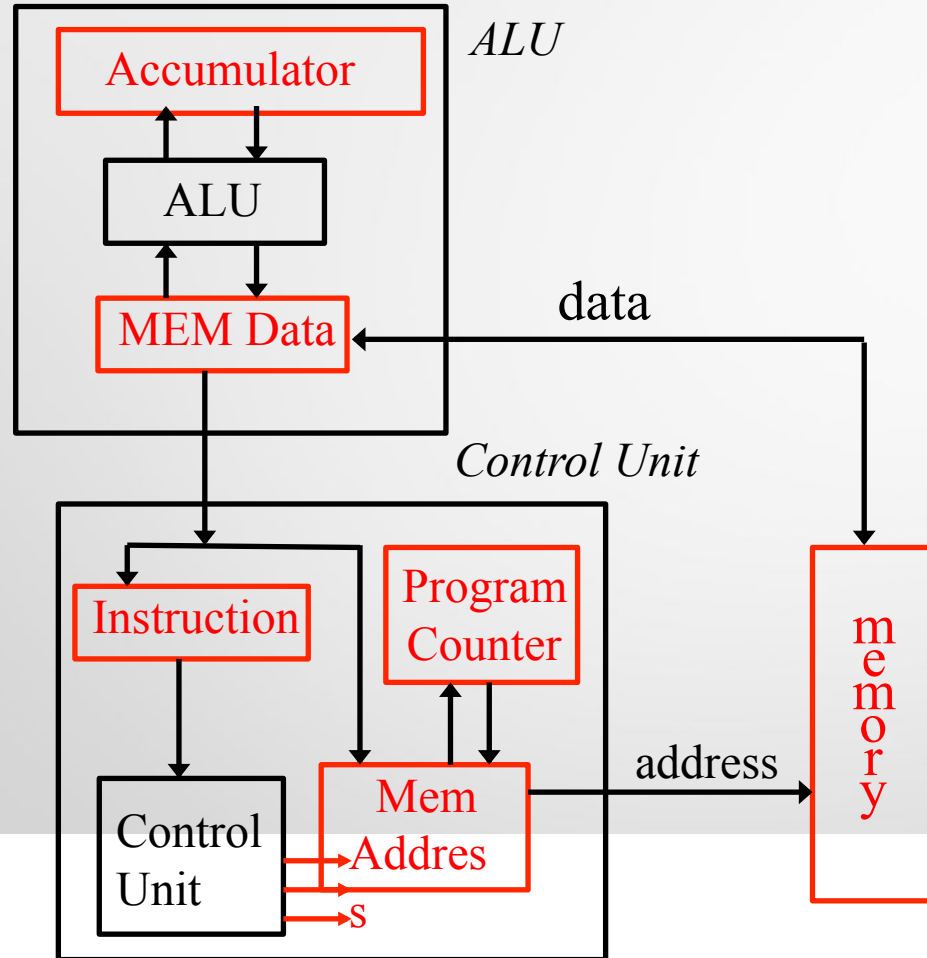 ALU
Accumulator
ALU
MEM Data
data
Control Unit
Instruction
Program
Counter
memory
address
Mem
Addres
s
Control
Unit